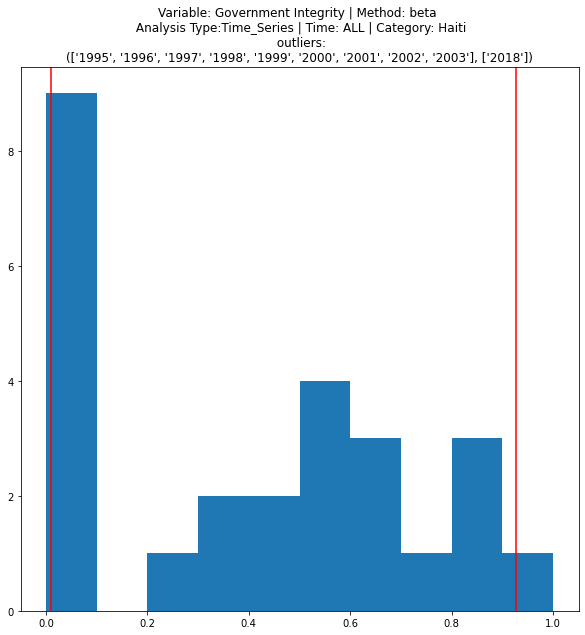 Variable: Government Integrity | Method: beta
Analysis Type:Time_Series | Time: ALL | Category: Haiti
outliers:
(['1995', '1996', '1997', '1998', '1999', '2000', '2001', '2002', '2003'], ['2018'])
8
6
4
2
0
0.0 0.2 0.4 0.6 0.8 1.0